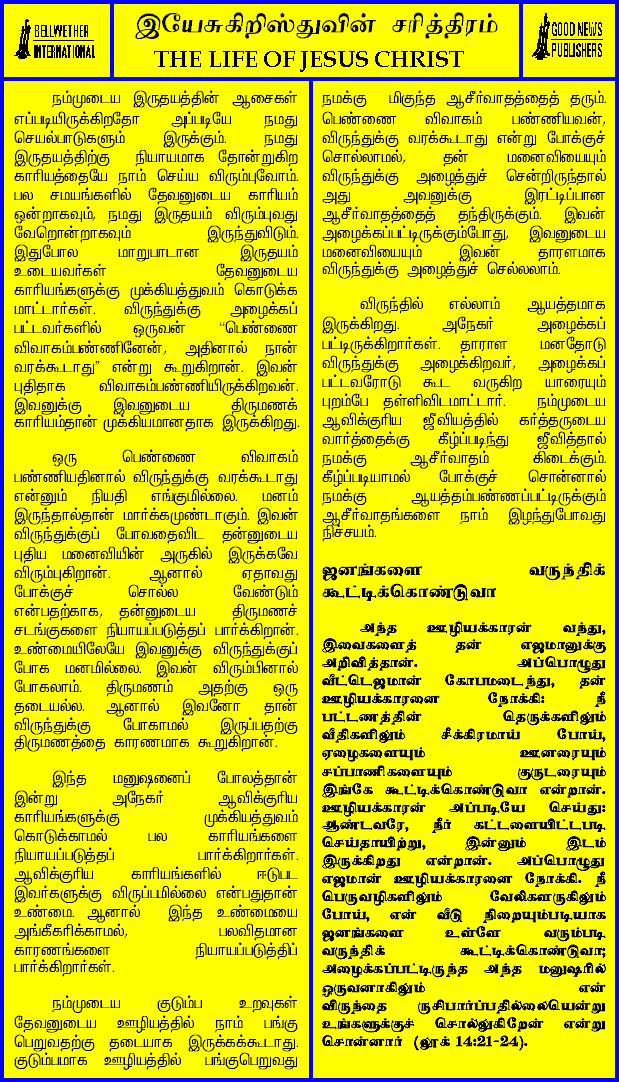 BELLWETHER
INTERNATIONAL
இயேசுகிறிஸ்துவின் சரித்திரம்
THE LIFE OF JESUS CHRIST
GOOD NEWS
PUBLISHERS
நம்முடைய இருதயத்தின் ஆசைகள்
எப்படியிருக்கிறதோ அப்படியே நமது
செயல்பாடுகளும் இருக்கும். நமது
இருதயத்திற்கு நியாயமாக தோன்றுகிற
காரியத்தையே நாம் செய்ய விரும்புவோம்.
பல சமயங்களில் தேவனுடைய காரியம்
ஒன்றாகவும், நமது இருதயம் விரும்புவது
வேறொன்றாகவும் இருந்துவிடும்.
இதுபோல மாறுபாடான இருதயம்
உடையவர்கள் தேவனுடைய
காரியங்களுக்கு முக்கியத்துவம் கொடுக்க
மாட்டார்கள். விருந்துக்கு அழைக்கப்
பட்டவர்களில் ஒருவன் "பெண்ணை
விவாகம்பண்ணினேன், அதினால் நான்
வரக்கூடாது" என்று கூறுகிறான். இவன்
புதிதாக விவாகம்பண்ணியிருக்கிறவன்.
இவனுக்கு இவனுடைய திருமணக்
காரியம்தான் முக்கியமானதாக இருக்கிறது.
ஒரு பெண்ணை விவாகம்
பண்ணியதினால் விருந்துக்கு வரக்கூடாது
என்னும் நியதி எங்குமில்லை. மனம்
இருந்தால்தான் மார்க்கமுண்டாகும். இவன்
விருந்துக்குப் போவதைவிட தன்னுடைய
புதிய மனைவியின் அருகில் இருக்கவே
விரும்புகிறான். ஆனால் ஏதாவது
போக்குச் சொல்ல வேண்டும்
என்பதற்காக, தன்னுடைய திருமணச்
சடங்குகளை நியாயப்படுத்தப் பார்க்கிறான்.
உண்மையிலேயே இவனுக்கு விருந்துக்குப்
போக மனமில்லை. இவன் விரும்பினால்
போகலாம். திருமணம் அதற்கு ஒரு
தடையல்ல. ஆனால் இவனோ தான்
விருந்துக்கு போகாமல் இருப்பதற்கு
திருமணத்தை காரணமாக கூறுகிறான்.
இந்த மனுஷனைப் போலத்தான்
இன்று அநேகர் ஆவிக்குரிய
காரியங்களுக்கு முக்கியத்துவம்
கொடுக்காமல் பல காரியங்களை
நியாயப்படுத்தப் பார்க்கிறார்கள்.
ஆவிக்குரிய காரியங்களில் ஈடுபட
இவர்களுக்கு விருப்பமில்லை என்பதுதான்
உண்மை. ஆனால் இந்த உண்மையை
அங்கீகரிக்காமல், பலவிதமான
காரணங்களை நியாயப்படுத்திப்
பார்க்கிறார்கள்.
நம்முடைய குடும்ப உறவுகள்
தேவனுடைய ஊழியத்தில் நாம் பங்கு
பெறுவதற்கு தடையாக இருக்கக்கூடாது.
குடும்பமாக ஊழியத்தில் பங்குபெறுவது
நமக்கு மிகுந்த ஆசீர்வாதத்தைத் தரும்.
பெண்ணை விவாகம் பண்ணியவன்,
விருந்துக்கு வரக்கூடாது என்று போக்குச்
சொல்லாமல், தன் மனைவியையும்
விருந்துக்கு அழைத்துச் சென்றிருந்தால்
அது அவனுக்கு இரட்டிப்பான
ஆசீர்வாதத்தைத் தந்திருக்கும். இவன்
அழைக்கப்பட்டிருக்கும்போது, இவனுடைய
மனைவியையும் இவன் தாராளமாக
விருந்துக்கு அழைத்துச் செல்லலாம்.
விருந்தில் எல்லாம் ஆயத்தமாக
இருக்கிறது. அநேகர் அழைக்கப்
பட்டிருக்கிறார்கள். தாராள மனதோடு
விருந்துக்கு அழைக்கிறவர், அழைக்கப்
பட்டவரோடு கூட வருகிற யாரையும்
புறம்பே தள்ளிவிடமாட்டார். நம்முடைய
ஆவிக்குரிய ஜீவியத்தில் கர்த்தருடைய
வார்த்தைக்கு கீழ்ப்படிந்து ஜீவித்தால்
நமக்கு ஆசீர்வாதம் கிடைக்கும்.
கீழ்ப்படியாமல் போக்குச் சொன்னால்
நமக்கு ஆயத்தம்பண்ணப்பட்டிருக்கும்
ஆசீர்வாதங்களை நாம் இழந்துபோவது
நிச்சயம்.
ஜனங்களை வருந்திக்
கூட்டிக்கொண்டுவா
அந்த ஊழியக்காரன் வந்து,
இவைகளைத் தன் எஜமானுக்கு
அறிவித்தான். அப்பொழுது
வீட்டெஜமான் கோபமடைந்து, தன்
ஊழியக்காரனை நோக்கி: நீ
பட்டணத்தின் தெருக்களிலும்
வீதிகளிலும் சீக்கிரமாய் போய்,
ஏழைகளையும் ஊனரையும்
சப்பாணிகளையும் குருடரையும்
இங்கே கூட்டிக்கொண்டுவா என்றான்.
ஊழியக்காரன் அப்படியே செய்து:
ஆண்டவரே, நீர் கட்டளையிட்டபடி
செய்தாயிற்று, இன்னும் இடம்
இருக்கிறது என்றான். அப்பொழுது
எஜமான் ஊழியக்காரனை நோக்கி. நீ
பெருவழிகளிலும் வேலிகளருகிலும்
போய், என் வீடு நிறையும்படியாக
ஜனங்களை உள்ளே வரும்படி
வருந்திக் கூட்டிக்கொண்டுவா;
அழைக்கப்பட்டிருந்த அந்த மனுஷரில்
ஒருவனாகிலும் என்
விருந்தை ருசிபார்ப்பதில்லையென்று
உங்களுக்குச் சொல்லுகிறேன் என்று
சொன்னார் (லூக் 14:21-24).